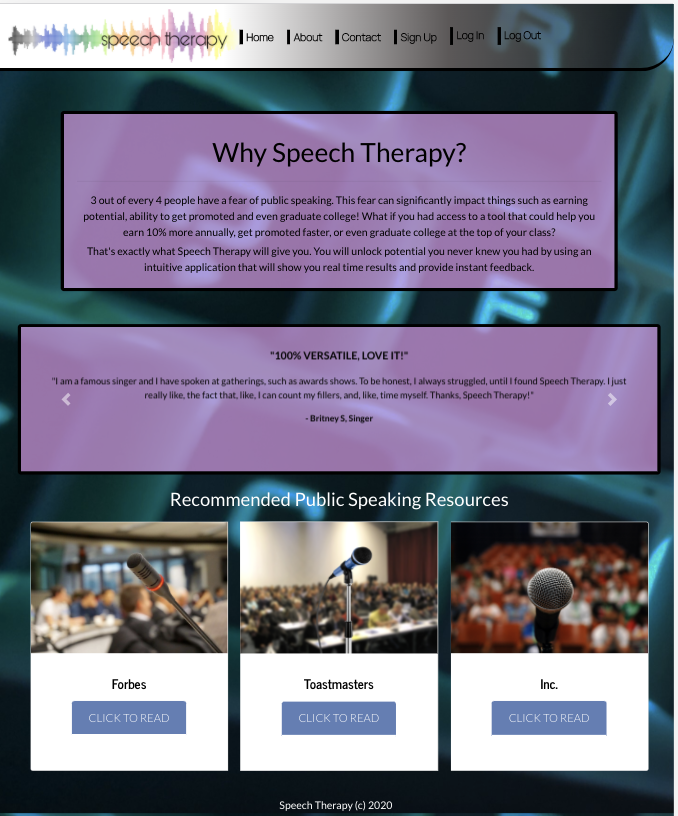 speech therapy
Home
About
Contact
Sign Up
Log In
Log Out
Why Speech Therapy?
3 out of every 4 people have a fear of public speaking. This fear can significantly impact things such as earning
potential, ability to get promoted and even graduate college! What if you had access to a tool that could help you
earn 10% more annually, get promoted faster, or even graduate college at the top of your class?
That's exactly what Speech Therapy will give you. You will unlock potential you never knew you had by using an
intuitive application that will show you real time results and provide instant feedback.
"100% VERSATILE, LOVE IT!"
"I am a famous singer and I have spoken at gatherings, such as awards shows. To be honest, I always struggled, until I found Speech Therapy. I just
really like, the fact that, like, I can count my fillers, and, like, time myself. Thanks, Speech Therapy!"
- Britney S, Singer
Recommended Public Speaking Resources
Forbes
CLICK TO READ
Toastmasters
CLICK TO READ
Inc.
CLICK TO READ
Speech Therapy (c) 2020